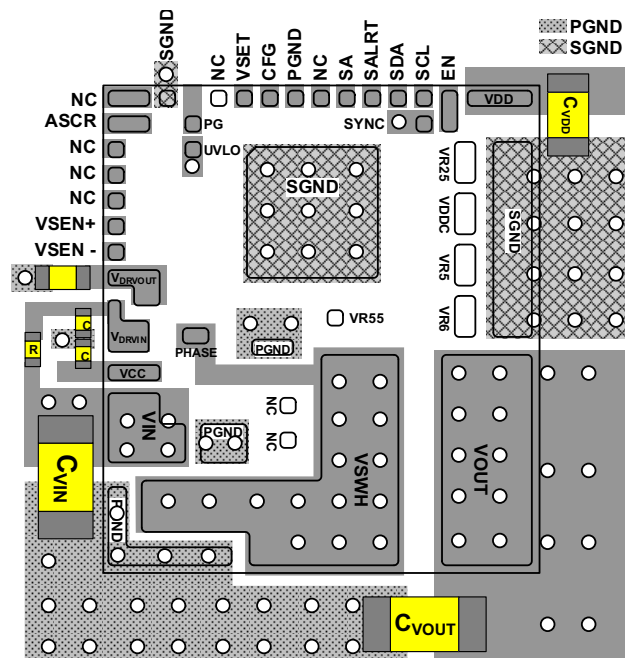 SGND
NC
VSET
CFG
PGND
NC
SA
SALRT
SDA
SCL
EN
PGND
SGND
NC
VDD
CVDD
ASCR
PG
SYNC
NC
UVLO
VR25
NC
SGND
NC
VDDC
SGND
VSEN+
VSEN -
VR5
VDRVOUT
VR6
C
VDRVIN
VR55
R
C
PHASE
PGND
VCC
NC
VIN
PGND
NC
CVIN
VSWH
VOUT
PGND
CVOUT